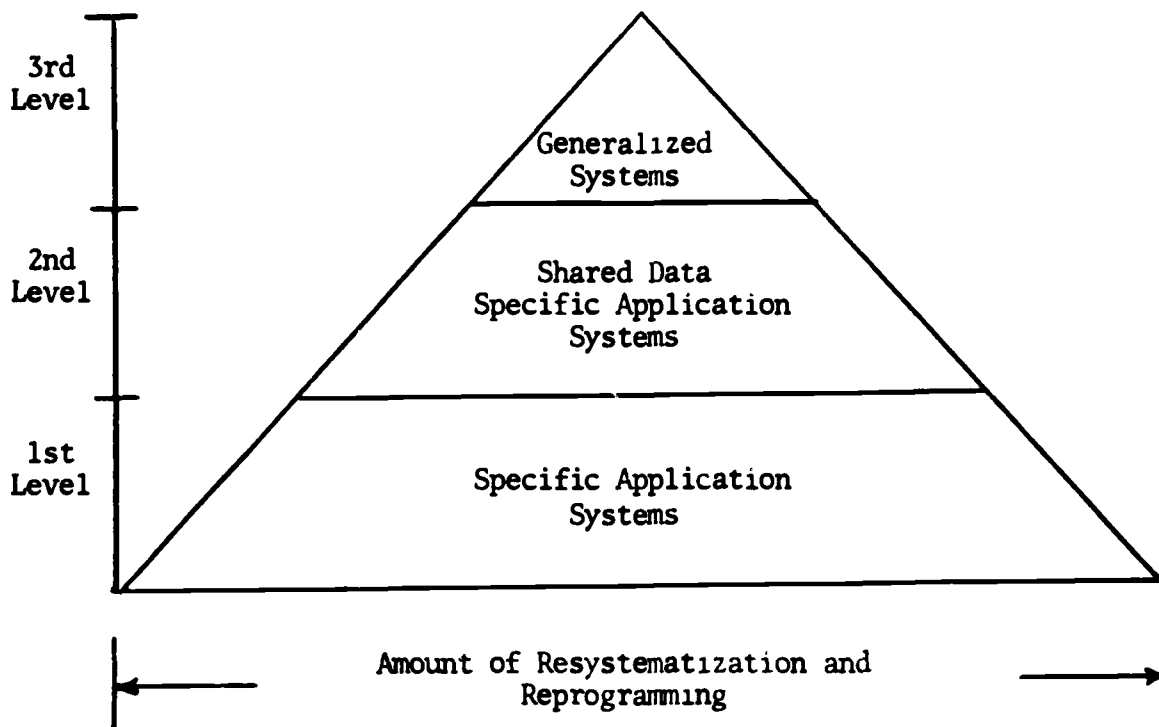 3rd
Level
Generalized
Systems
2nd
Level
Shared Data
Specific Application
Systems
1st
Level
Specific Application
Systems
Amount of Resystematization and
Reprogramming